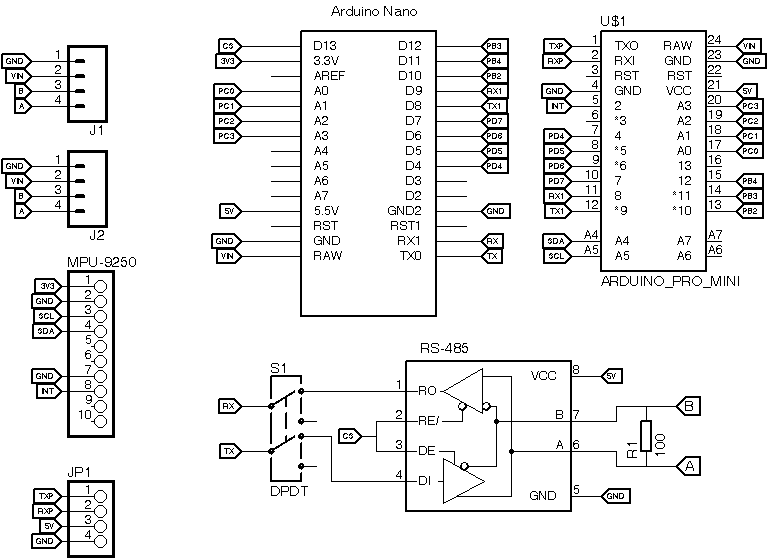 Arduino Nano
CS D13 D12 PB3
3V3 3.3V D11 PB4
AREF D10 PB2
PC0 A0 D9 RX1
PC1 A1 D8 TX1
PC2 A2 D7 PD7
PC3 A3 D6 PD6
A4 D5 PD5
A5 D4 PD4
A6 D3
A7 D2
5V 5.5V GND2 GND
RST RST1
GND GND RX1 RX
VIN RAW TX0 TX
U$1
TXP 1 TXO RAW 24 VIN
RXP 2 RXI GND 23 GND
3 RST RST 22
GND 4 GND VCC 21 5V
INT 5 2 A3 20 PC3
6 *3 A2 19 PC2
PD4 7 4 A1 18 PC1
PD5 8 *5 A0 17 PC0
PD6 9 *6 13 16
PD7 10 7 12 15 PB4
RX1 11 8 *11 14 PB3
TX1 12 *9 *10 13 PB2
SDA A4 A4 A7 A7
SCL A5 A5 A6 A6
ARDUINO_PRO_MINI
GND 1
VIN 2
B 3
A 4
J1
GND 1
VIN 2
B 3
A 4
J2
MPU-9250
3V3 1
GND 2
SCL 3
SDA 4
5
6
GND 7
INT 8
9
10
JP1
TXP 1
RXP 2
5V 3
GND 4
S1
RX
TX
DPDT
CS
RS-485
1 RO VCC 8 5V
2 RE/ B 7 B
3 DE A 6 A
4 DI GND 5 GND
R1
100